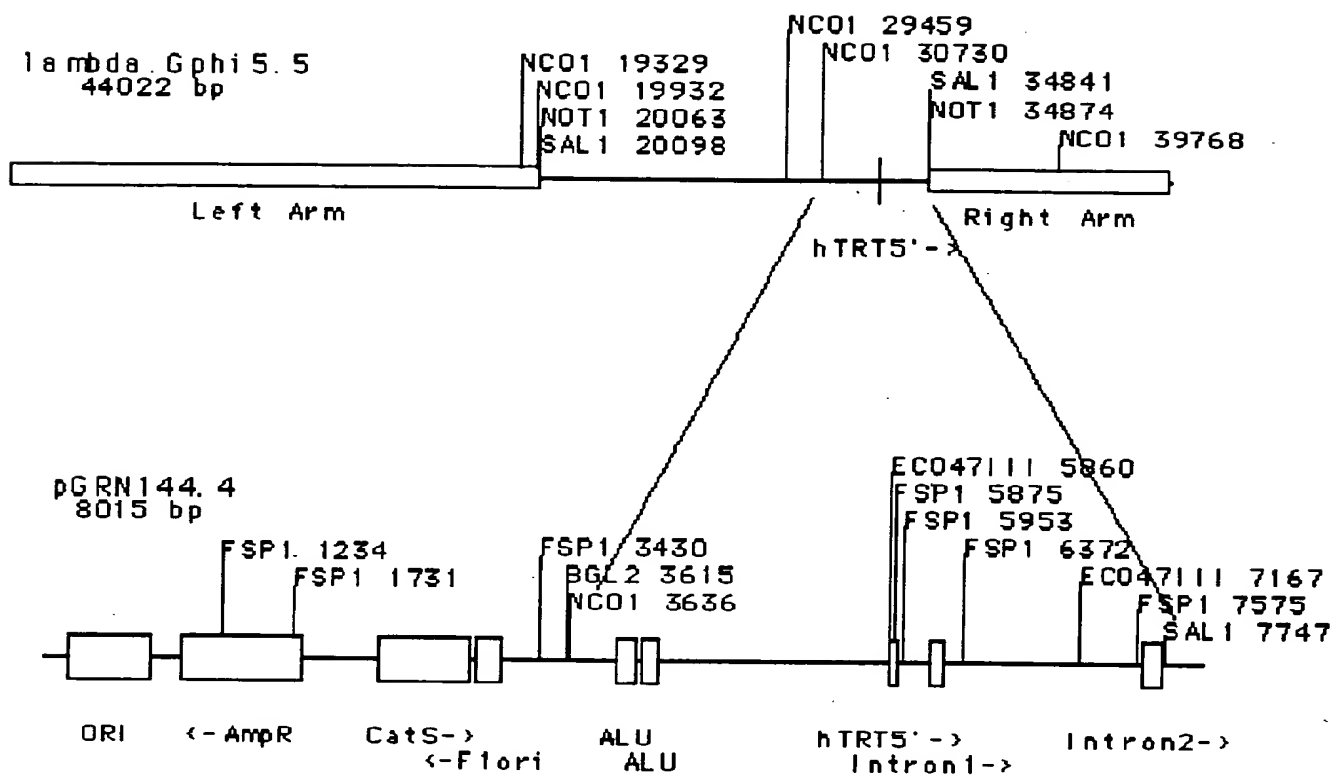 lambda.Gphi5.5
44022 bp
NCO1 19329
NCO1 19932
NOT1 20063
SAL1 20098
NCO1 29459
NCO1 30730
SAL1 34841
NOT1 34874
NCO1 39768
Left Arm
Right Arm
hTRT5'->
pGRN144.4
8015 bp
FSP1 1234
FSP1 1731
FSP1 3430
BGL2 3615
NCO1 3636
ECO47III 5860
FSP1 5875
FSP1 5953
FSP1 6372
ECO47III 7167
FSP1 7575
SAL1 7747
ORI
<-AmpR
CatS->
<-F1ori
ALU
ALU
hTRT5'->
Intron1->
Intron2->